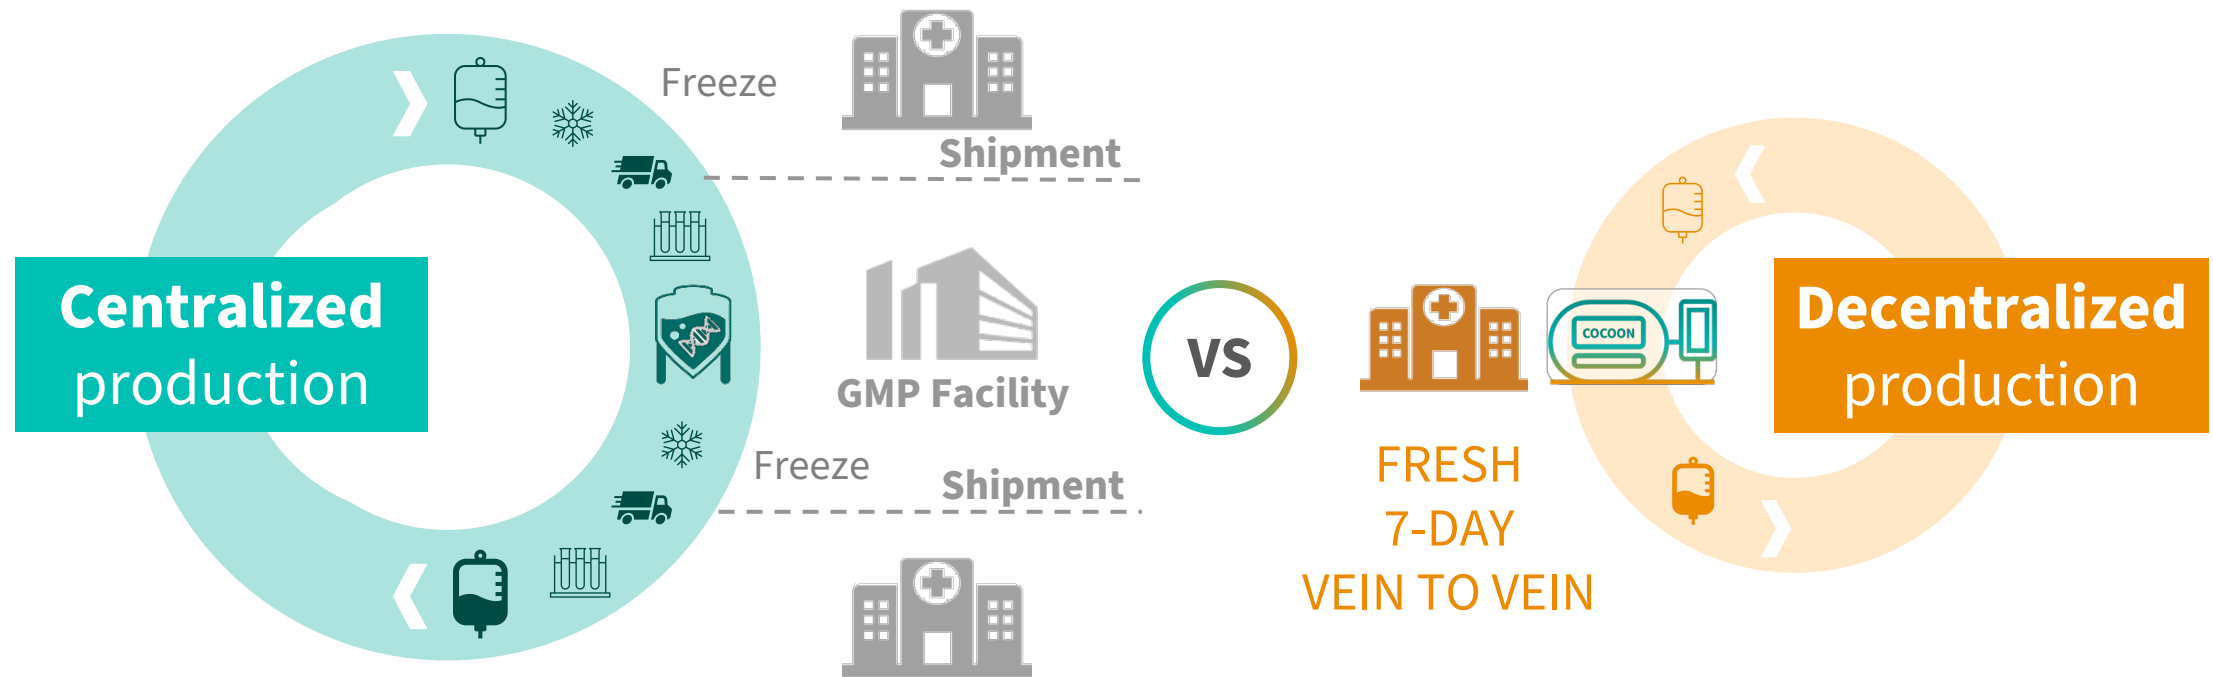 Freeze
Shipment
Centralized
production
GMP Facility
Freeze
Shipment
VS
COCOON
FRESH
7-DAY
VEIN TO VEIN
Decentralized
production